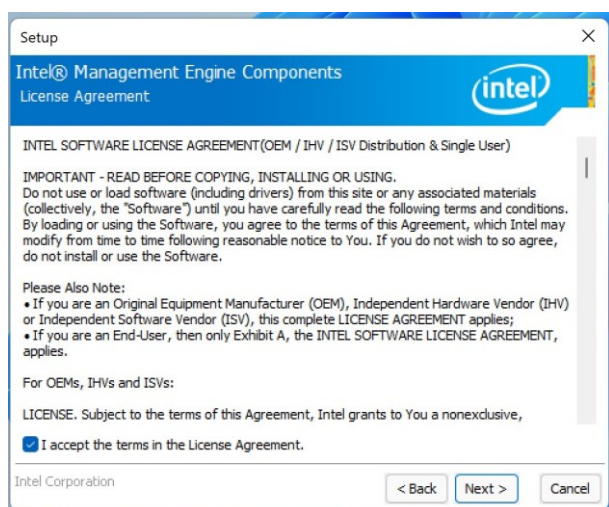 Setup
Intel® Management Engine Components
License Agreement
intel
INTEL SOFTWARE LICENSE AGREEMENT(OEM / IHV / ISV Distribution & Single User)
IMPORTANT - READ BEFORE COPYING, INSTALLING OR USING.
Do not use or load software (including drivers) from this site or any associated materials
(collectively, the "Software") until you have carefully read the following terms and conditions.
By loading or using the Software, you agree to the terms of this Agreement, which Intel may
modify from time to time following reasonable notice to You. If you do not wish to so agree,
do not install or use the Software.
Please Also Note:
• If you are an Original Equipment Manufacturer (OEM), Independent Hardware Vendor (IHV)
or Independent Software Vendor (ISV), this complete LICENSE AGREEMENT applies;
• If you are an End-User, then only Exhibit A, the INTEL SOFTWARE LICENSE AGREEMENT,
applies.
For OEMs, IHVs and ISVs:
LICENSE. Subject to the terms of this Agreement, Intel grants to You a nonexclusive,
I accept the terms in the License Agreement.
Intel Corporation
< Back
Next >
Cancel